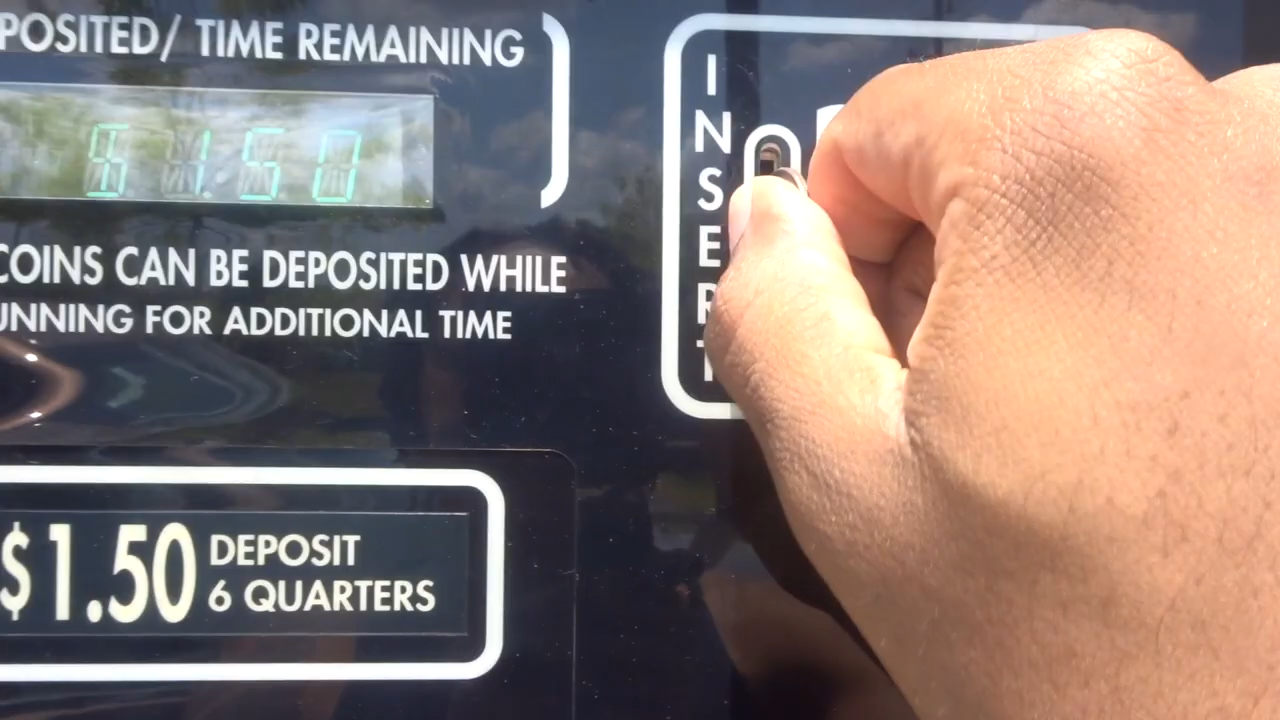 POSITED/ TIME REMAINING
$1.50
COINS CAN BE DEPOSITED WHILE
UNNING FOR ADDITIONAL TIME
INSERT
$1.50 DEPOSIT
6 QUARTERS